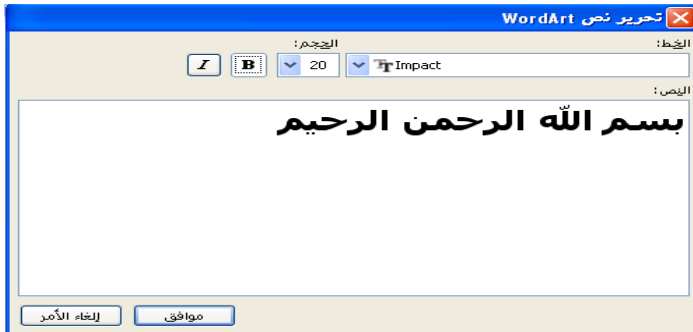 تحرير نص WordArt
الخط: الحجم:
Impact 20 B I
النص:
بسم الله الرحمن الرحيم
موافق إلغاء الأمر